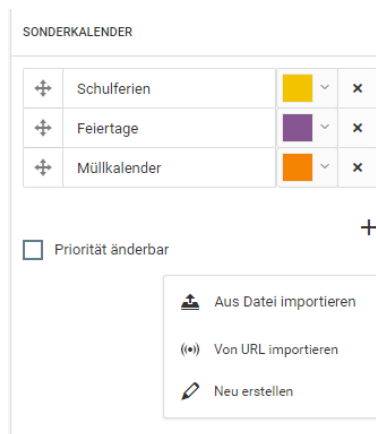 SONDERKALENDER
Schulferien
Feiertage
Müllkalender
Priorität änderbar
Aus Datei importieren
Von URL importieren
Neu erstellen